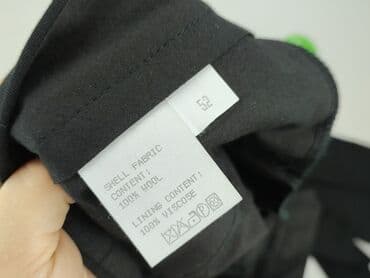 52
SHELL FABRIC
CONTENT:
100% WOOL
LINING CONTENT:
100% VISCOSE